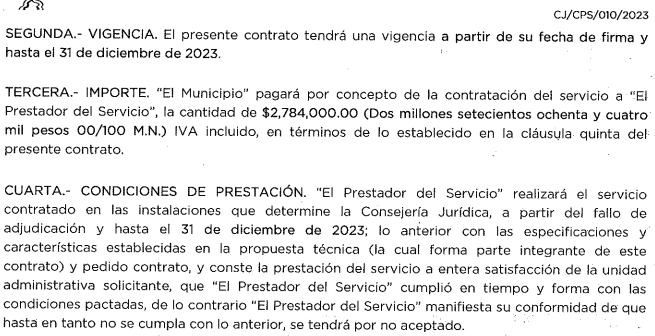 CJ/CPS/010/2023
SEGUNDA.- VIGENCIA. El presente contrato tendrá una vigencia a partir de su fecha de firma y
hasta el 31 de diciembre de 2023.
TERCERA.- IMPORTE. “El Municipio” pagará por concepto de la contratación del servicio a “El
Prestador del Servicio”, la cantidad de $2,784,000.00 (Dos millones setecientos ochenta y cuatro
mil pesos 00/100 M.N.) IVA incluido, en términos de lo establecido en la cláusula quinta del
presente contrato.
CUARTA.- CONDICIONES DE PRESTACIÓN. “El Prestador del Servicio” realizará el servicio
contratado en las instalaciones que determine la Consejería Jurídica, a partir del fallo de
adjudicación y hasta el 31 de diciembre de 2023; lo anterior con las especificaciones y
características establecidas en la propuesta técnica (la cual forma parte integrante de este
contrato) y pedido contrato, y conste la prestación del servicio a entera satisfacción de la unidad
administrativa solicitante, que “El Prestador del Servicio” cumplió en tiempo y forma con las
condiciones pactadas, de lo contrario “El Prestador del Servicio” manifiesta su conformidad de que
hasta en tanto no se cumpla con lo anterior, se tendrá por no aceptado.